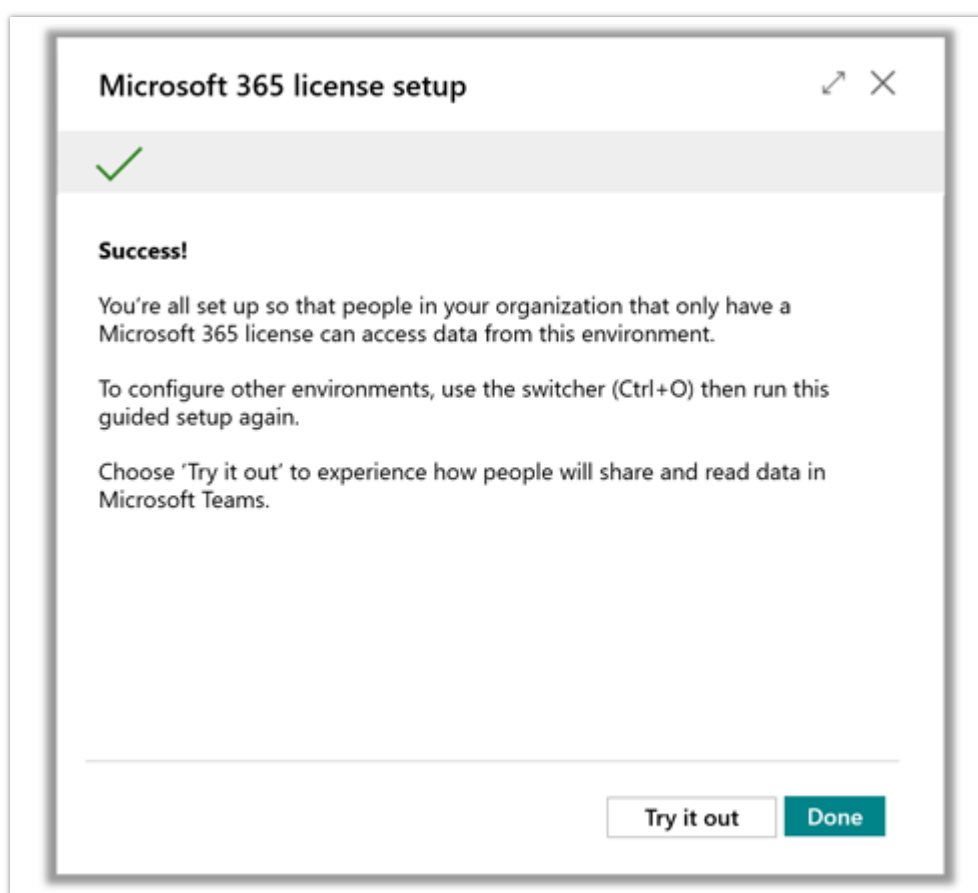 Microsoft 365 license setup
Success!
You’re all set up so that people in your organization that only have a
Microsoft 365 license can access data from this environment.
To configure other environments, use the switcher (Ctrl+O) then run this
guided setup again.
Choose ‘Try it out’ to experience how people will share and read data in
Microsoft Teams.
Try it out
Done